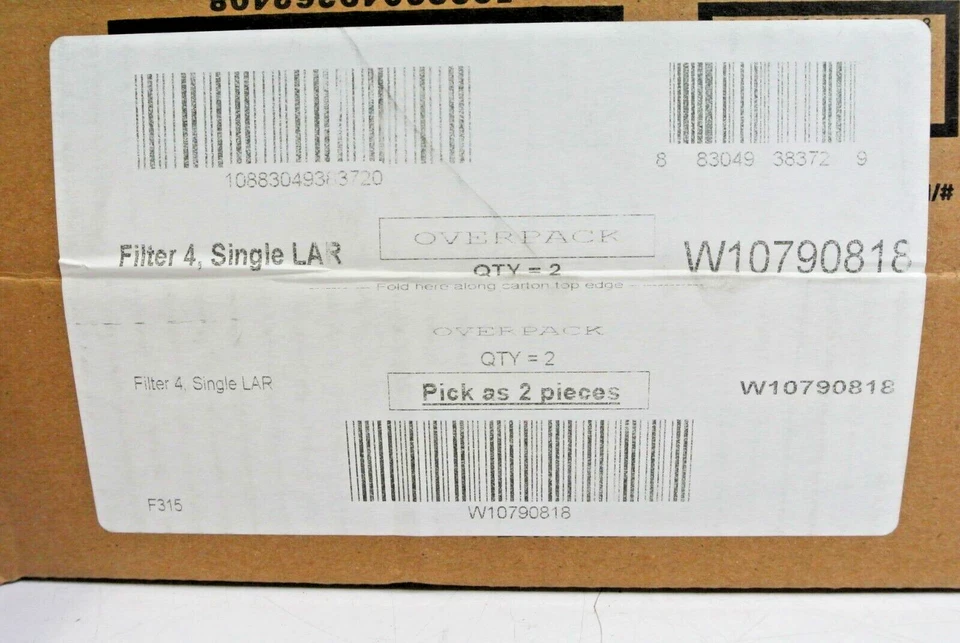 10883049383720
8 83049 38372 9
OVERPACK
Filter 4, Single LAR
W10790818
QTY = 2
Fold here along carton top edge
OVERPACK
QTY = 2
Filter 4, Single LAR
Pick as 2 pieces
W10790818
W10790818
F315